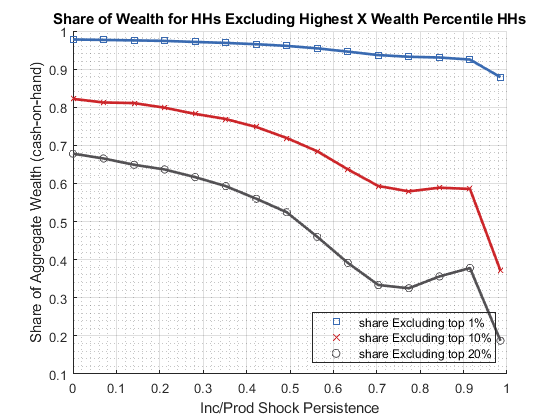 Share of Wealth for HHs Excluding Highest X Wealth Percentile HHs
Share of Aggregate Wealth (cash-on-hand)
1
0.9
0.8
0.7
0.6
0.5
0.4
0.3
0.2
0.1
share Excluding top 1%
share Excluding top 10%
share Excluding top 20%
0 0.1 0.2 0.3 0.4 0.5 0.6 0.7 0.8 0.9 1
Inc/Prod Shock Persistence